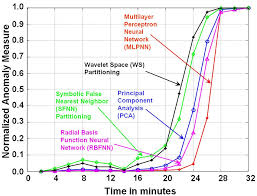 Multilayer
Perceptron
Neural
Network
(MLPNN)
Wavelet Space (WS)
Partitioning
Symbolic False
Nearest Neighbor
(SFNN) Partitioning
Principal
Component
Analysis
(PCA)
Radial Basis
Function Neural
Network (RBFNN)
Normalized Anomaly Measure
1.0
0.9
0.8
0.7
0.6
0.5
0.4
0.3
0.2
0.1
0.0
4 8 12 16 20 24 28 32
Time in minutes